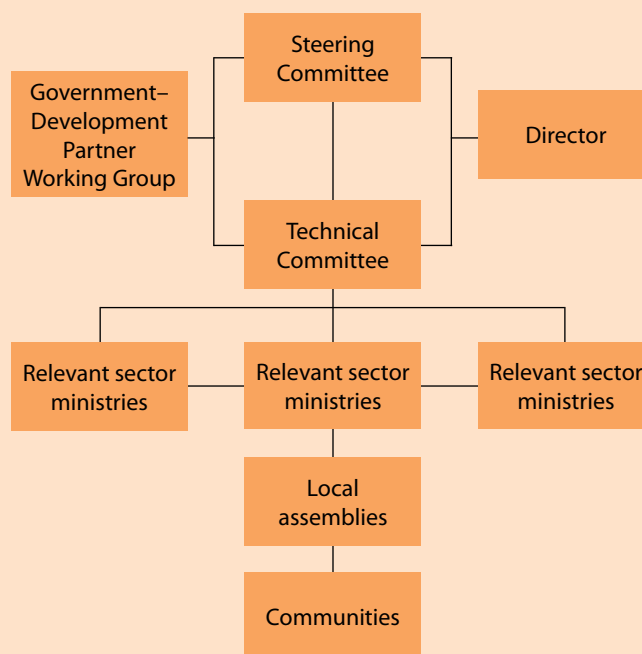 Steering
Committee
Government–
Development
Partner
Working Group
Director
Technical
Committee
Relevant sector
ministries
Relevant sector
ministries
Relevant sector
ministries
Local
assemblies
Communities